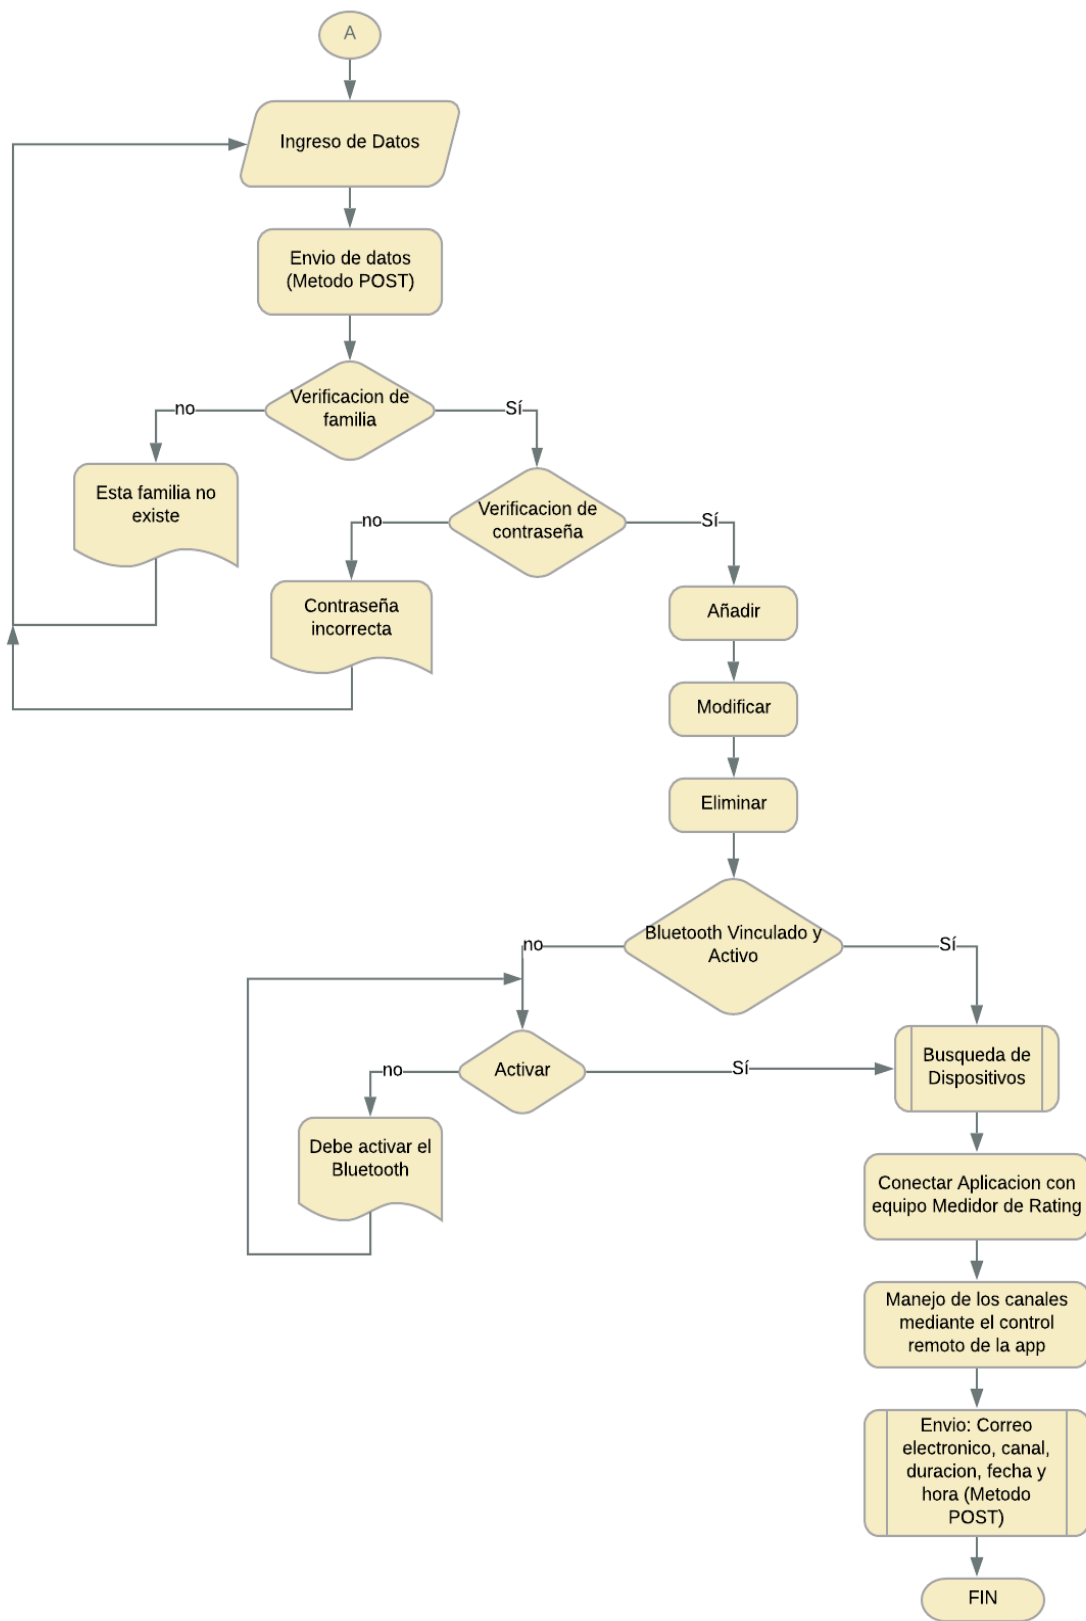 A
Ingreso de Datos
Envio de datos
(Metodo POST)
Verificacion de
familia
no
Sí
Esta familia no
existe
Verificacion de
contraseña
no
Sí
Contraseña
incorrecta
Añadir
Modificar
Eliminar
Bluetooth Vinculado y
Activo
no
Sí
Activar
no
Sí
Busqueda de
Dispositivos
Debe activar el
Bluetooth
Conectar Aplicacion con
equipo Medidor de Rating
Manejo de los canales
mediante el control
remoto de la app
Envio: Correo
electronico, canal,
duracion, fecha y
hora (Metodo
POST)
FIN